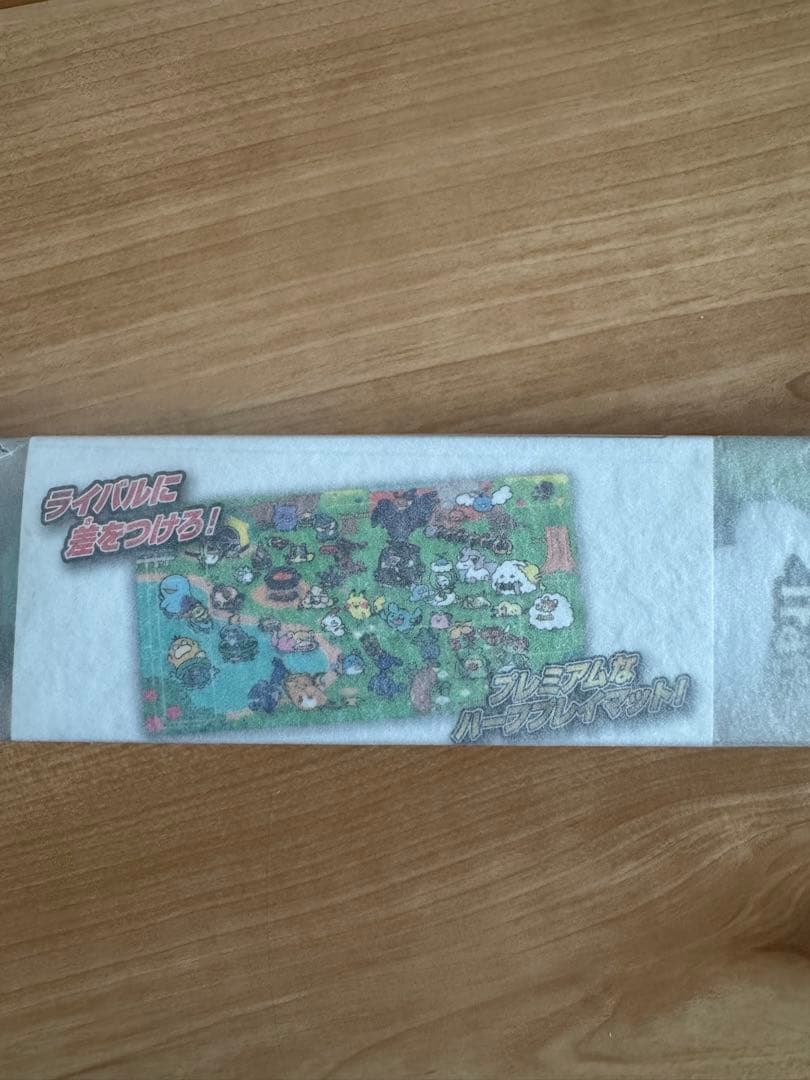 ライバルに
差をつけろ!
プレミアムな
ハーフプレイマット!